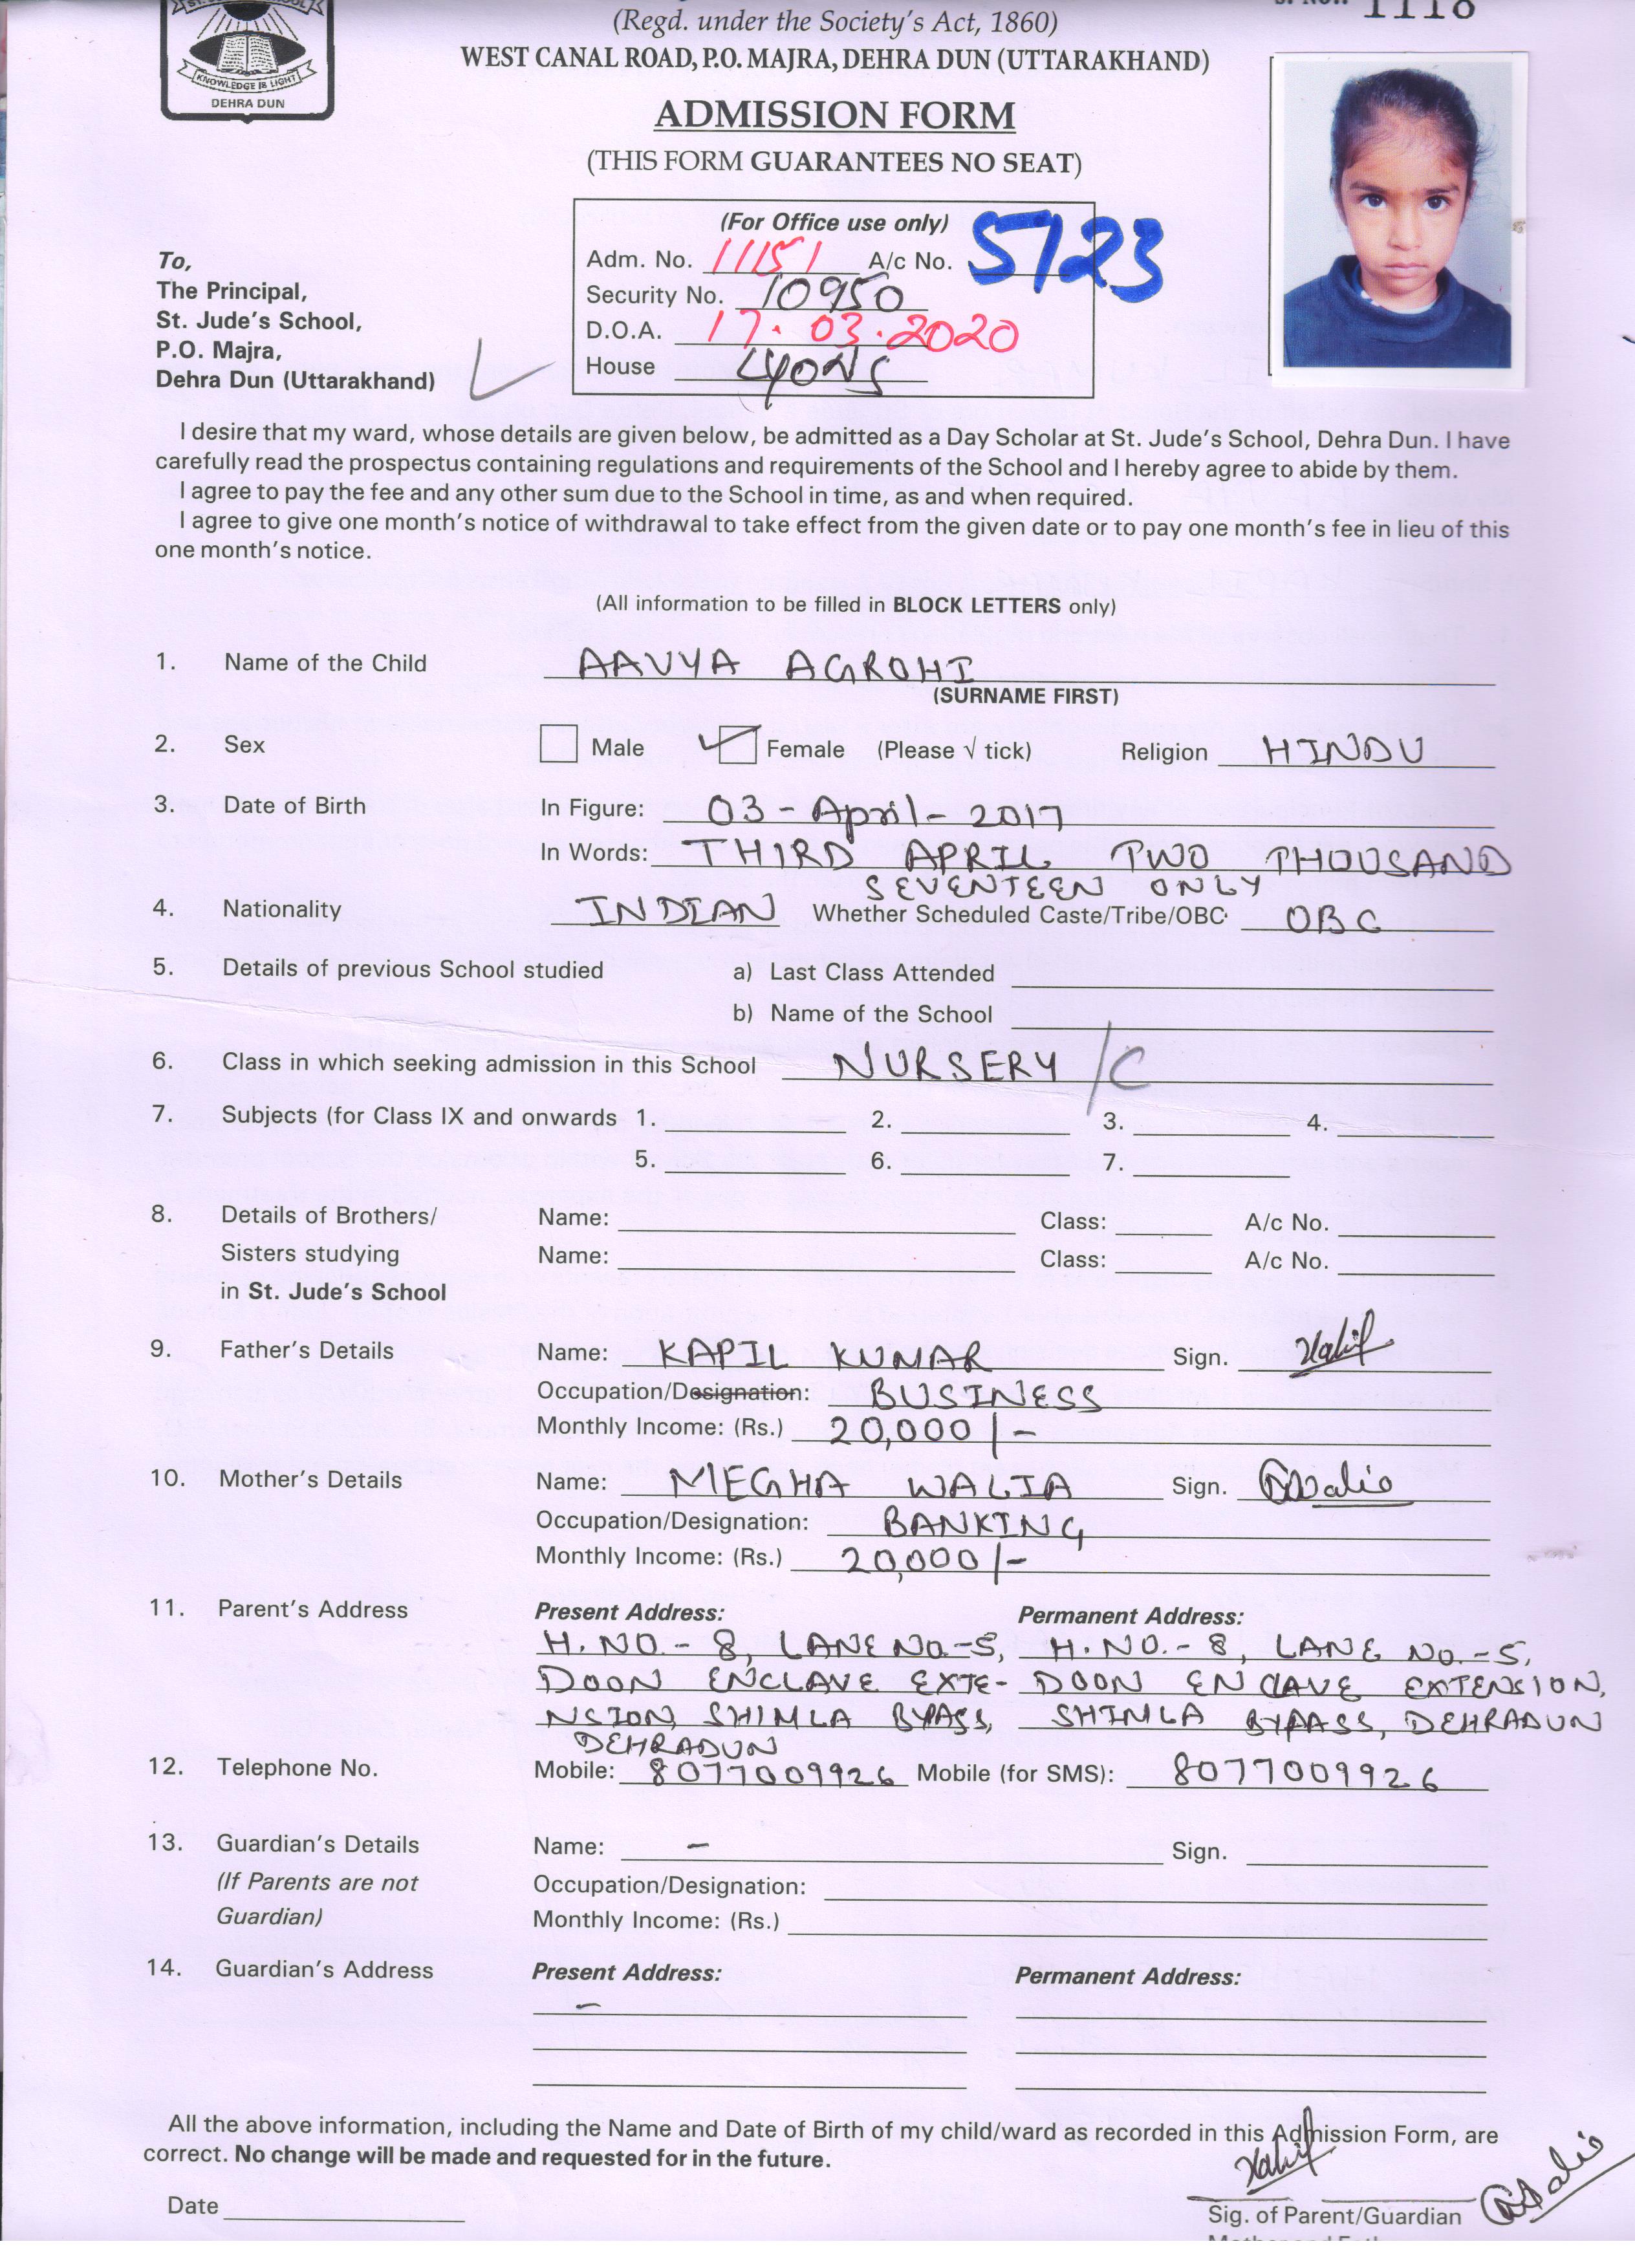 KNOWLEDGE IS LIGHT
DEHRA DUN
(Regd. under the Society's Act, 1860)
1118
WEST CANAL ROAD, P.O. MAJRA, DEHRA DUN (UTTARAKHAND)
ADMISSION FORM
(THIS FORM GUARANTEES NO SEAT)
(For Office use only)
Adm. No. 11151 A/c No. 5123
Security No. 10950
D.O.A. 17.03.2020
House Lyons
To,
The Principal,
St. Jude's School,
P.O. Majra,
Dehra Dun (Uttarakhand)
I desire that my ward, whose details are given below, be admitted as a Day Scholar at St. Jude's School, Dehra Dun. I have
carefully read the prospectus containing regulations and requirements of the School and I hereby agree to abide by them.
I agree to pay the fee and any other sum due to the School in time, as and when required.
I agree to give one month's notice of withdrawal to take effect from the given date or to pay one month's fee in lieu of this
one month's notice.
(All information to be filled in BLOCK LETTERS only)
1. Name of the Child AAVYA AGROHI
(SURNAME FIRST)
2. Sex Male Female (Please √ tick) Religion HINDU
3. Date of Birth In Figure: 03-April-2017
In Words: THIRD APRIL TWO THOUSAND
SEVENTEEN ONLY
4. Nationality INDIAN Whether Scheduled Caste/Tribe/OBC OBC
5. Details of previous School studied a) Last Class Attended
b) Name of the School
6. Class in which seeking admission in this School NURSERY /C
7. Subjects (for Class IX and onwards 1. 2. 3. 4.
5. 6. 7.
8. Details of Brothers/ Name: Class: A/c No.
Sisters studying Name: Class: A/c No.
in St. Jude's School
9. Father's Details Name: KAPIL KUMAR Sign.
Occupation/Designation: BUSINESS
Monthly Income: (Rs.) 20,000/-
10. Mother's Details Name: MEGHA WALIA Sign. Walia
Occupation/Designation: BANKING
Monthly Income: (Rs.) 20,000/-
11. Parent's Address Present Address: Permanent Address:
H.NO.-8, LANE NO.-5, H.NO.-8, LANE NO.-5,
DOON ENCLAVE EXTE- DOON ENCLAVE EXTENSION,
NSION, SHIMLA BYPASS, SHIMLA BYPASS, DEHRADUN
DEHRADUN
12. Telephone No. Mobile: 8077009926 Mobile (for SMS): 8077009926
13. Guardian's Details Name: - Sign.
(If Parents are not Occupation/Designation:
Guardian) Monthly Income: (Rs.)
14. Guardian's Address Present Address: Permanent Address:
-
All the above information, including the Name and Date of Birth of my child/ward as recorded in this Admission Form, are
correct. No change will be made and requested for in the future.
Date
Sig. of Parent/Guardian